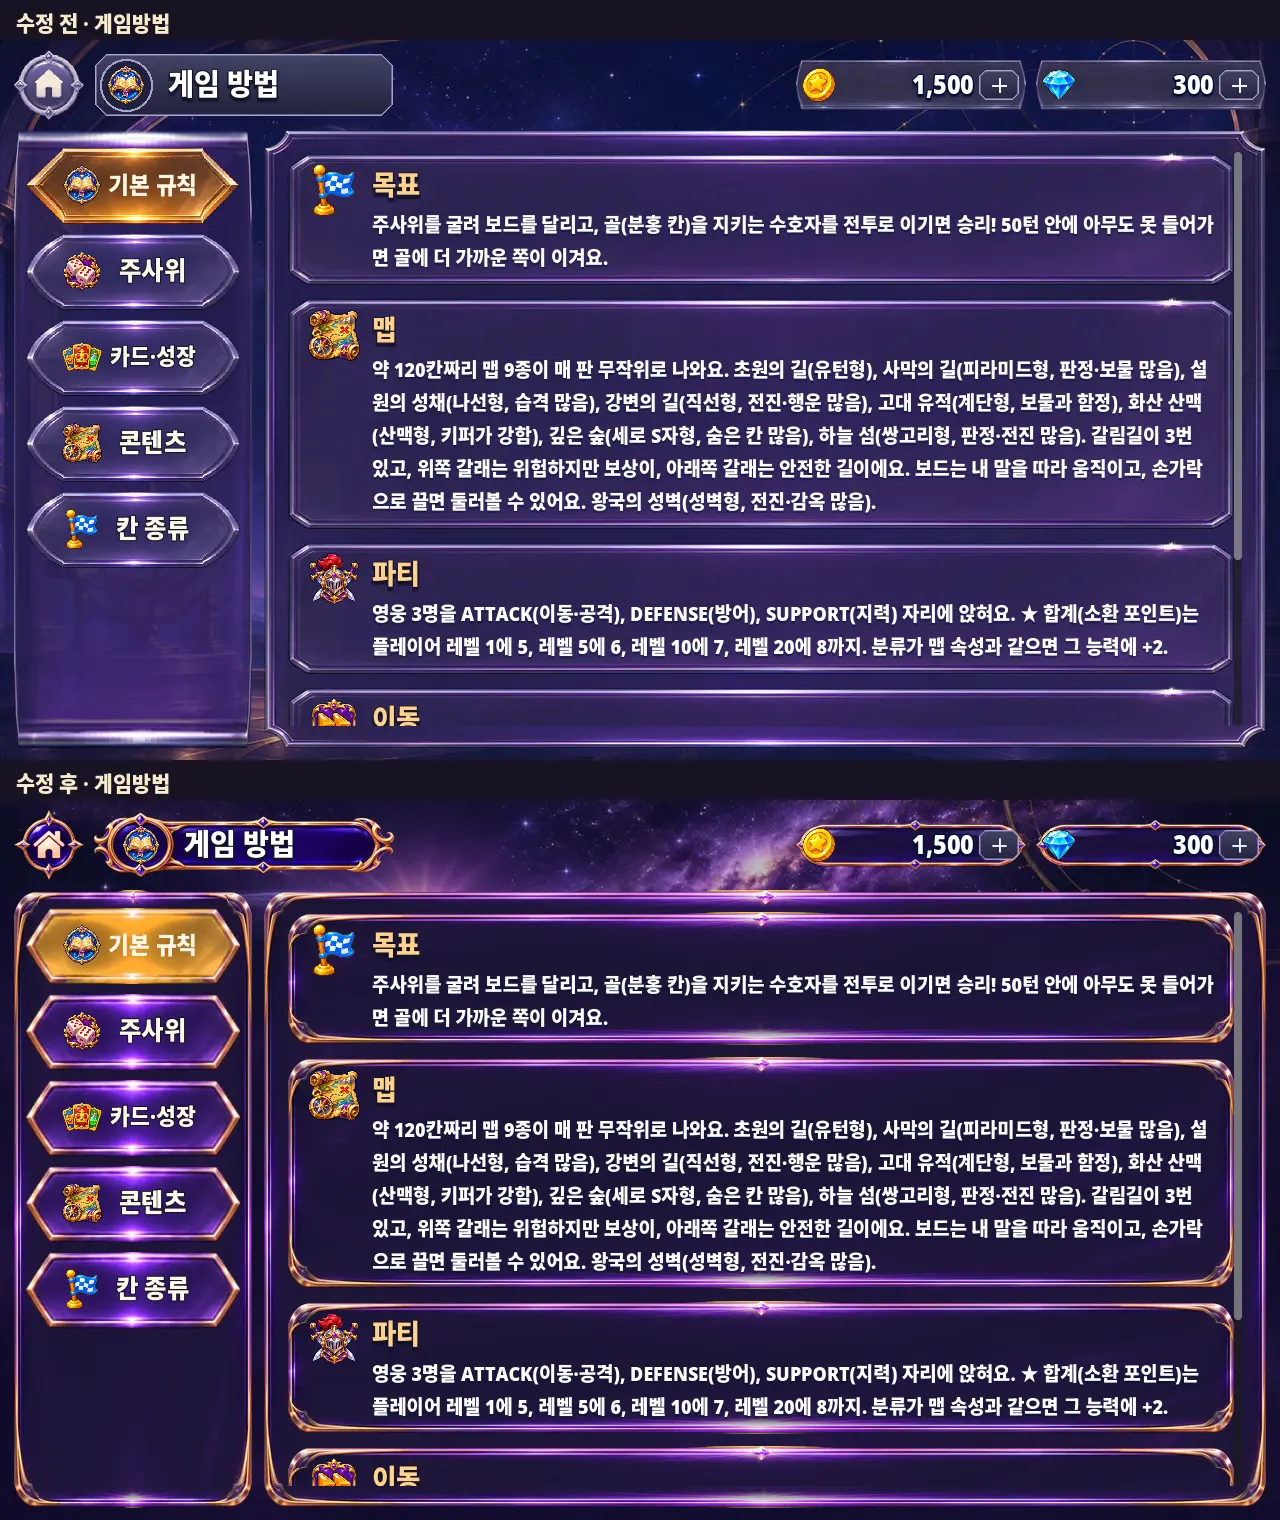 수정 전 · 게임방법
게임 방법
1,500 +
300 +
기본 규칙
주사위
카드·성장
콘텐츠
칸 종류
목표
주사위를 굴려 보드를 달리고, 골(분홍 칸)을 지키는 수호자를 전투로 이기면 승리! 50턴 안에 아무도 못 들어가
면 골에 더 가까운 쪽이 이겨요.
맵
약 120칸짜리 맵 9종이 매 판 무작위로 나와요. 초원의 길(유턴형), 사막의 길(피라미드형, 판정·보물 많음), 설
원의 성채(나선형, 습격 많음), 강변의 길(직선형, 전진·행운 많음), 고대 유적(계단형, 보물과 함정), 화산 산맥
(산맥형, 키퍼가 강함), 깊은 숲(세로 S자형, 숨은 칸 많음), 하늘 섬(쌍고리형, 판정·전진 많음). 갈림길이 3번
있고, 위쪽 갈래는 위험하지만 보상이, 아래쪽 갈래는 안전한 길이에요. 보드는 내 말을 따라 움직이고, 손가락
으로 끌면 둘러볼 수 있어요. 왕국의 성벽(성벽형, 전진·감옥 많음).
파티
영웅 3명을 ATTACK(이동·공격), DEFENSE(방어), SUPPORT(지력) 자리에 앉혀요. ★ 합계(소환 포인트)는
플레이어 레벨 1에 5, 레벨 5에 6, 레벨 10에 7, 레벨 20에 8까지. 분류가 맵 속성과 같으면 그 능력에 +2.
이동
수정 후 · 게임방법
게임 방법
1,500 +
300 +
기본 규칙
주사위
카드·성장
콘텐츠
칸 종류
목표
주사위를 굴려 보드를 달리고, 골(분홍 칸)을 지키는 수호자를 전투로 이기면 승리! 50턴 안에 아무도 못 들어가
면 골에 더 가까운 쪽이 이겨요.
맵
약 120칸짜리 맵 9종이 매 판 무작위로 나와요. 초원의 길(유턴형), 사막의 길(피라미드형, 판정·보물 많음), 설
원의 성채(나선형, 습격 많음), 강변의 길(직선형, 전진·행운 많음), 고대 유적(계단형, 보물과 함정), 화산 산맥
(산맥형, 키퍼가 강함), 깊은 숲(세로 S자형, 숨은 칸 많음), 하늘 섬(쌍고리형, 판정·전진 많음). 갈림길이 3번
있고, 위쪽 갈래는 위험하지만 보상이, 아래쪽 갈래는 안전한 길이에요. 보드는 내 말을 따라 움직이고, 손가락
으로 끌면 둘러볼 수 있어요. 왕국의 성벽(성벽형, 전진·감옥 많음).
파티
영웅 3명을 ATTACK(이동·공격), DEFENSE(방어), SUPPORT(지력) 자리에 앉혀요. ★ 합계(소환 포인트)는
플레이어 레벨 1에 5, 레벨 5에 6, 레벨 10에 7, 레벨 20에 8까지. 분류가 맵 속성과 같으면 그 능력에 +2.
이동